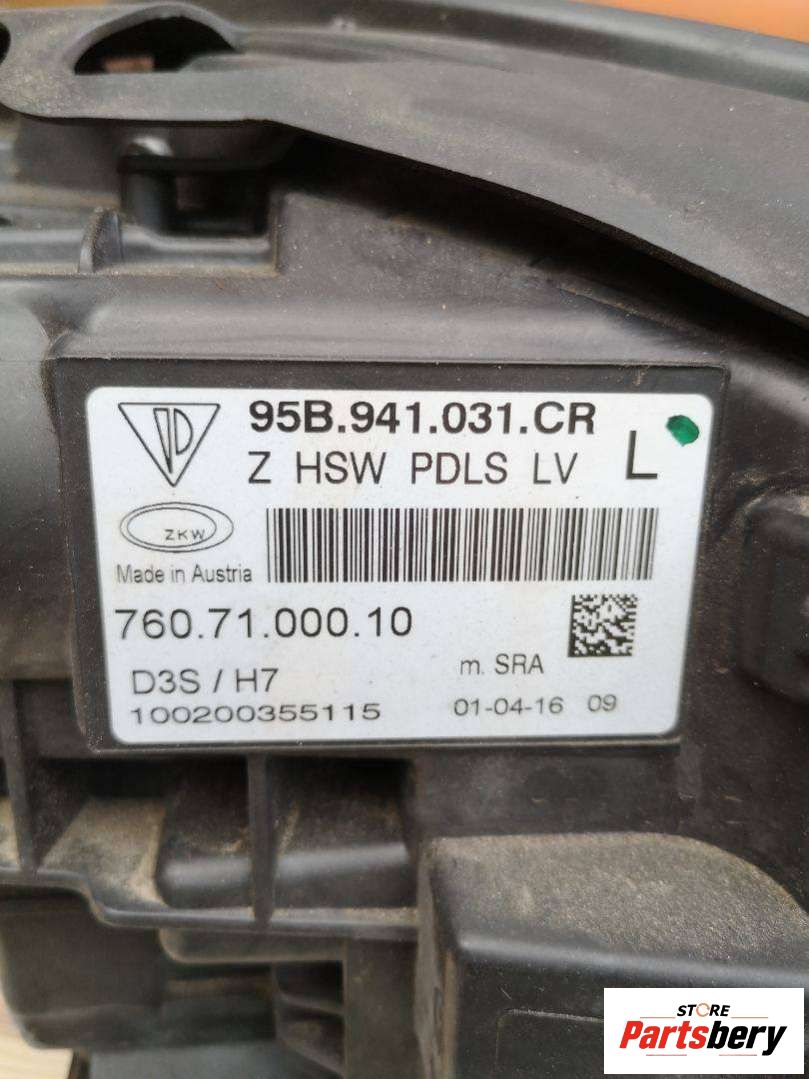 95B.941.031.CR
Z HSW PDLS LV L
ZKW
Made in Austria
760.71.000.10
D3S / H7
m. SRA
100200355115
01-04-16 09
STORE
Partsbery